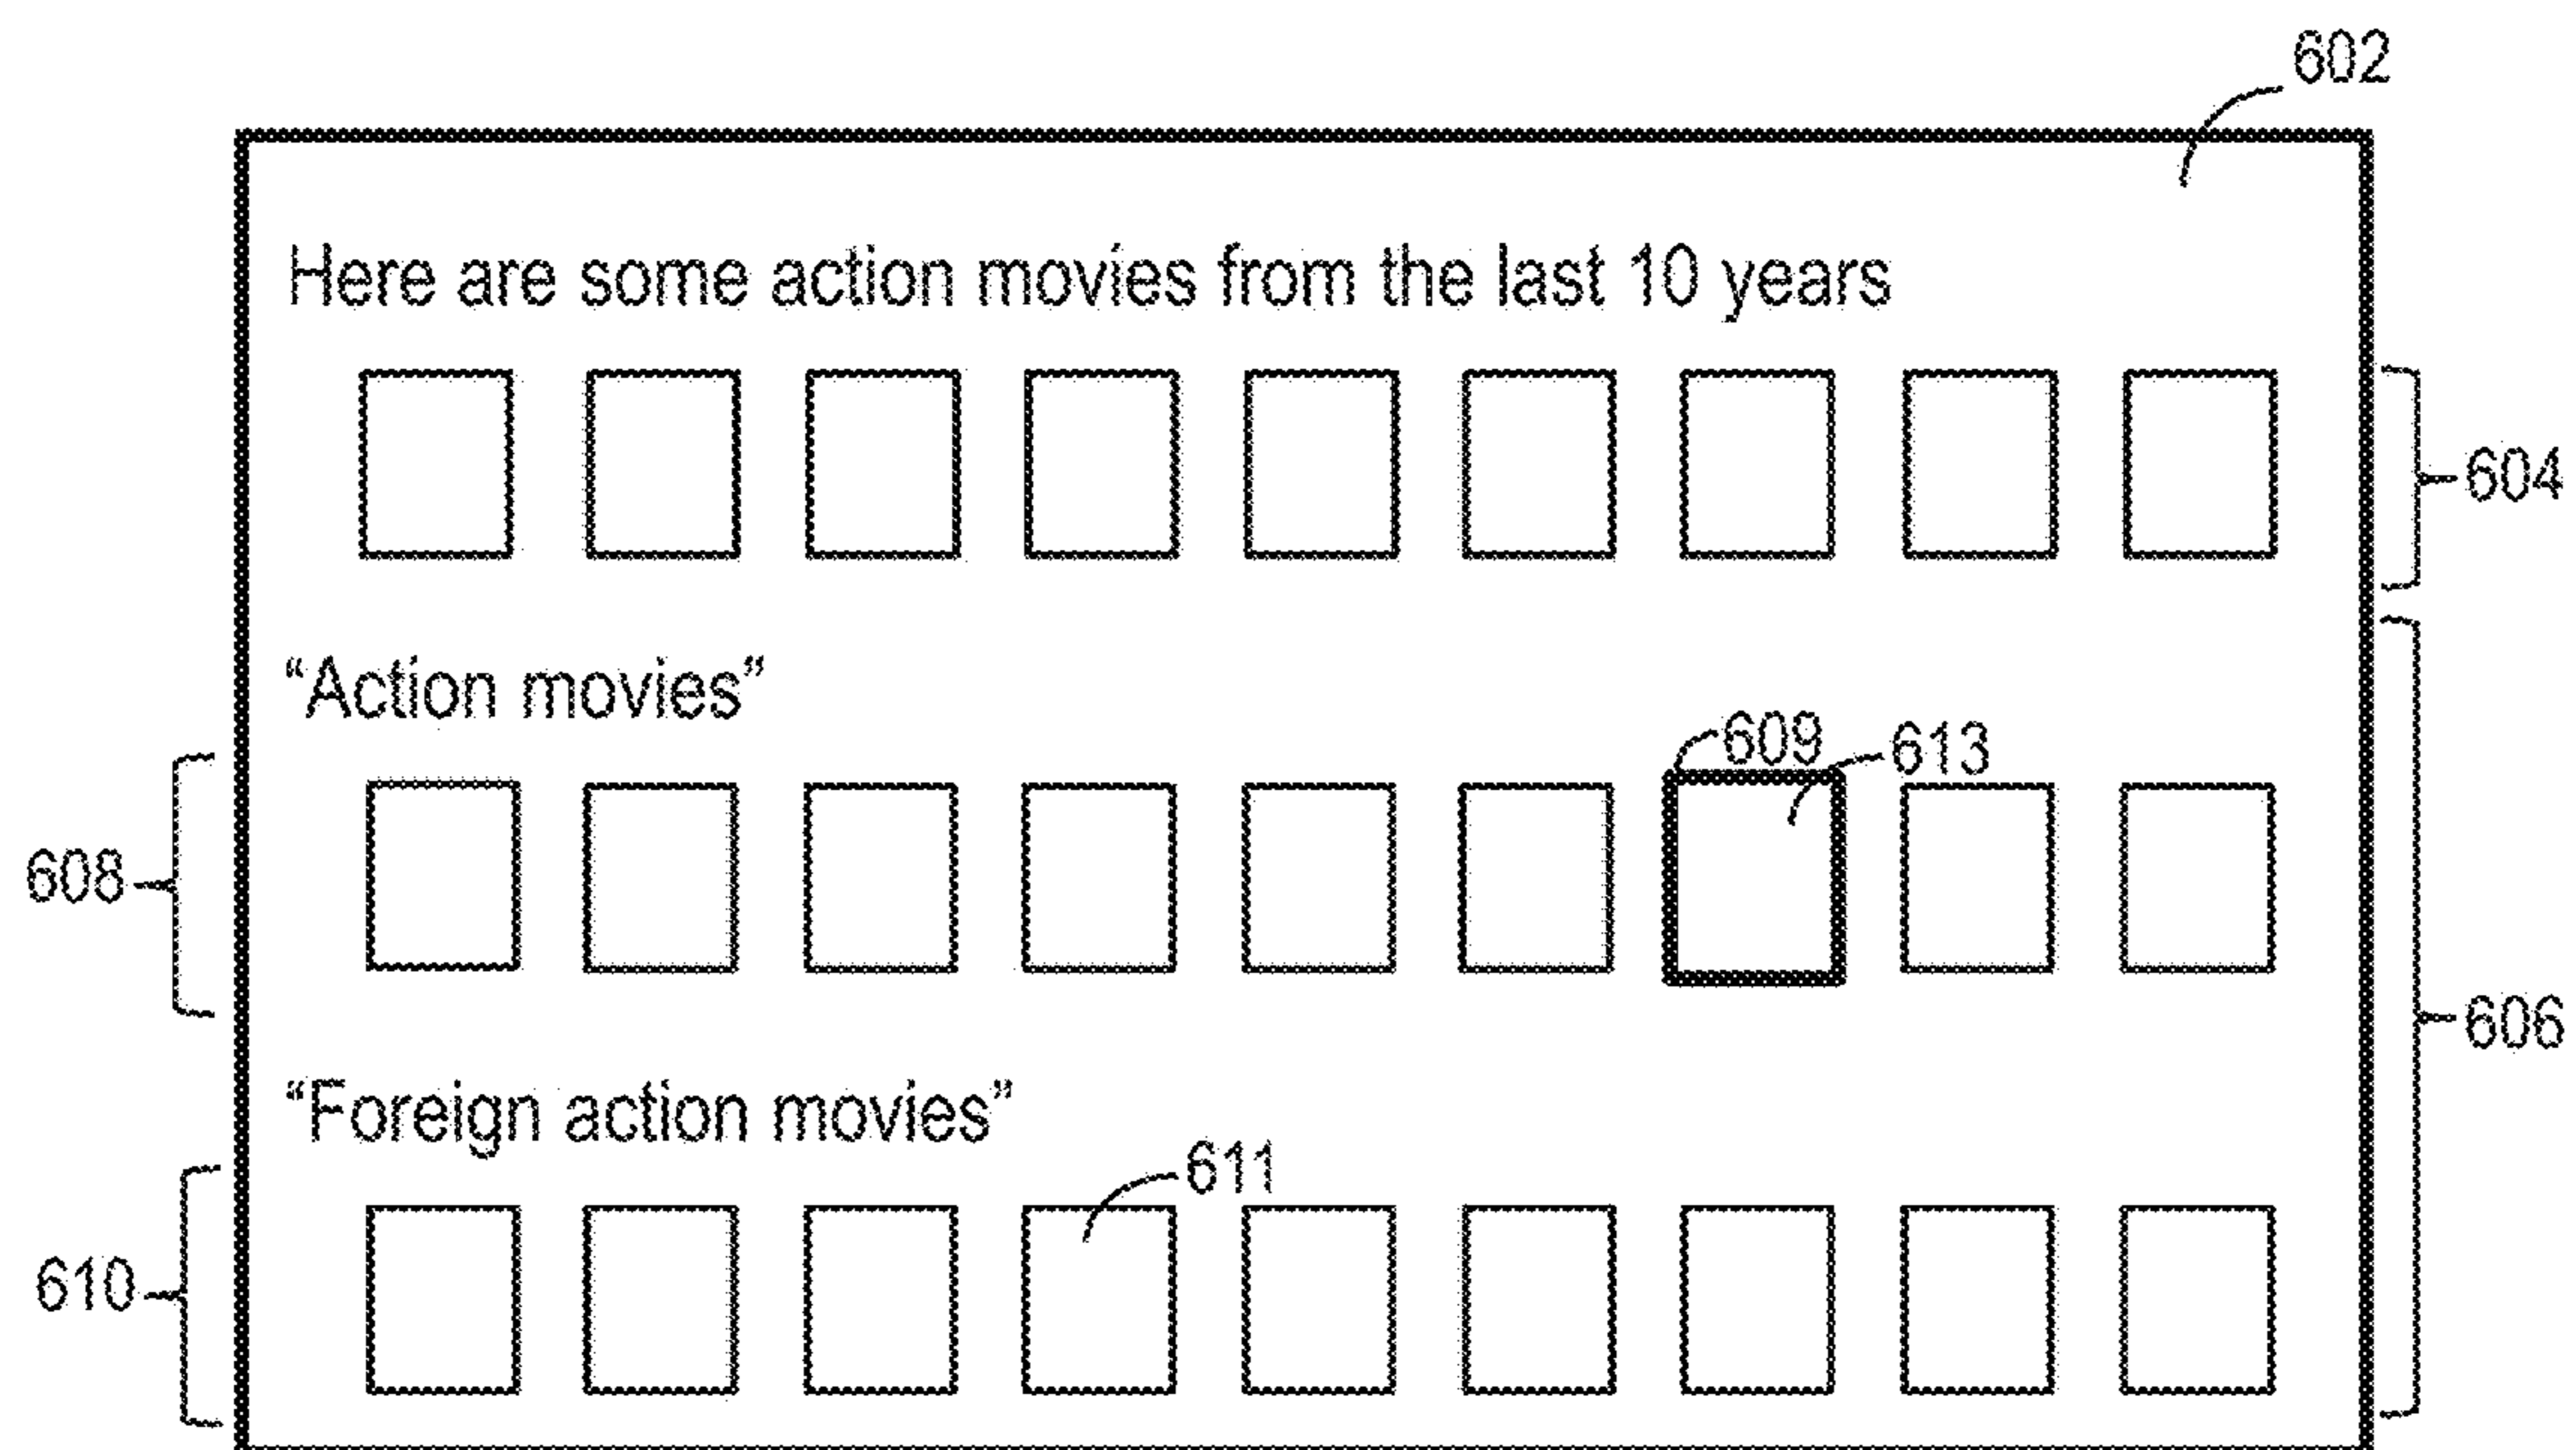 602
Here are some action movies from the last 10 years
604
“Action movies”
609 613
608
606
“Foreign action movies”
611
610